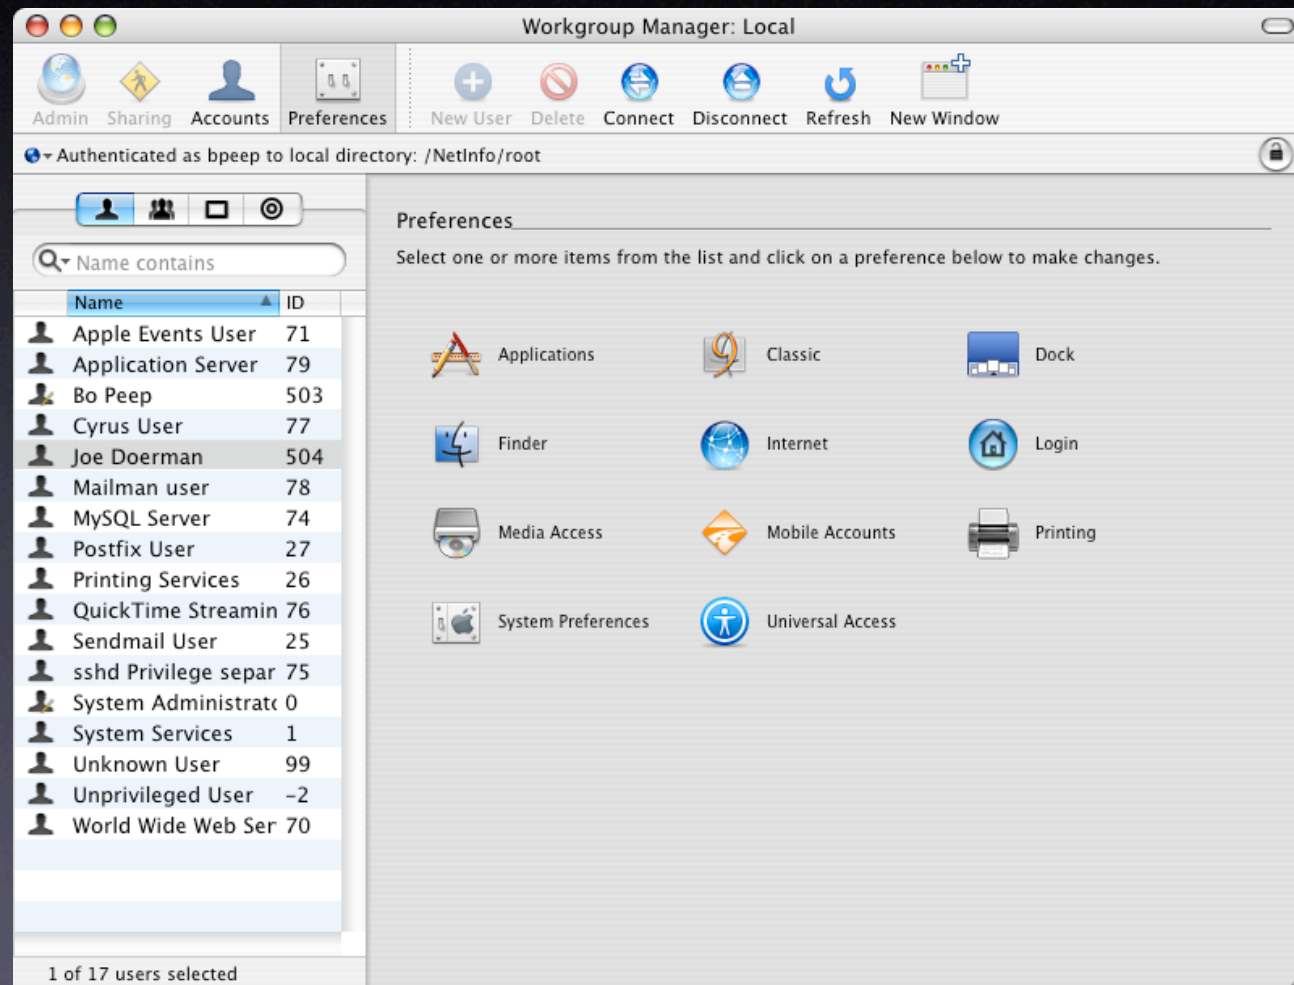 Workgroup Manager: Local
Admin Sharing Accounts Preferences New User Delete Connect Disconnect Refresh New Window
Authenticated as bpeep to local directory: /NetInfo/root
Name contains
Name ID
Apple Events User 71
Application Server 79
Bo Peep 503
Cyrus User 77
Joe Doerman 504
Mailman user 78
MySQL Server 74
Postfix User 27
Printing Services 26
QuickTime Streamin 76
Sendmail User 25
sshd Privilege separ 75
System Administrat 0
System Services 1
Unknown User 99
Unprivileged User -2
World Wide Web Ser 70
1 of 17 users selected
Preferences
Select one or more items from the list and click on a preference below to make changes.
Applications Classic Dock
Finder Internet Login
Media Access Mobile Accounts Printing
System Preferences Universal Access